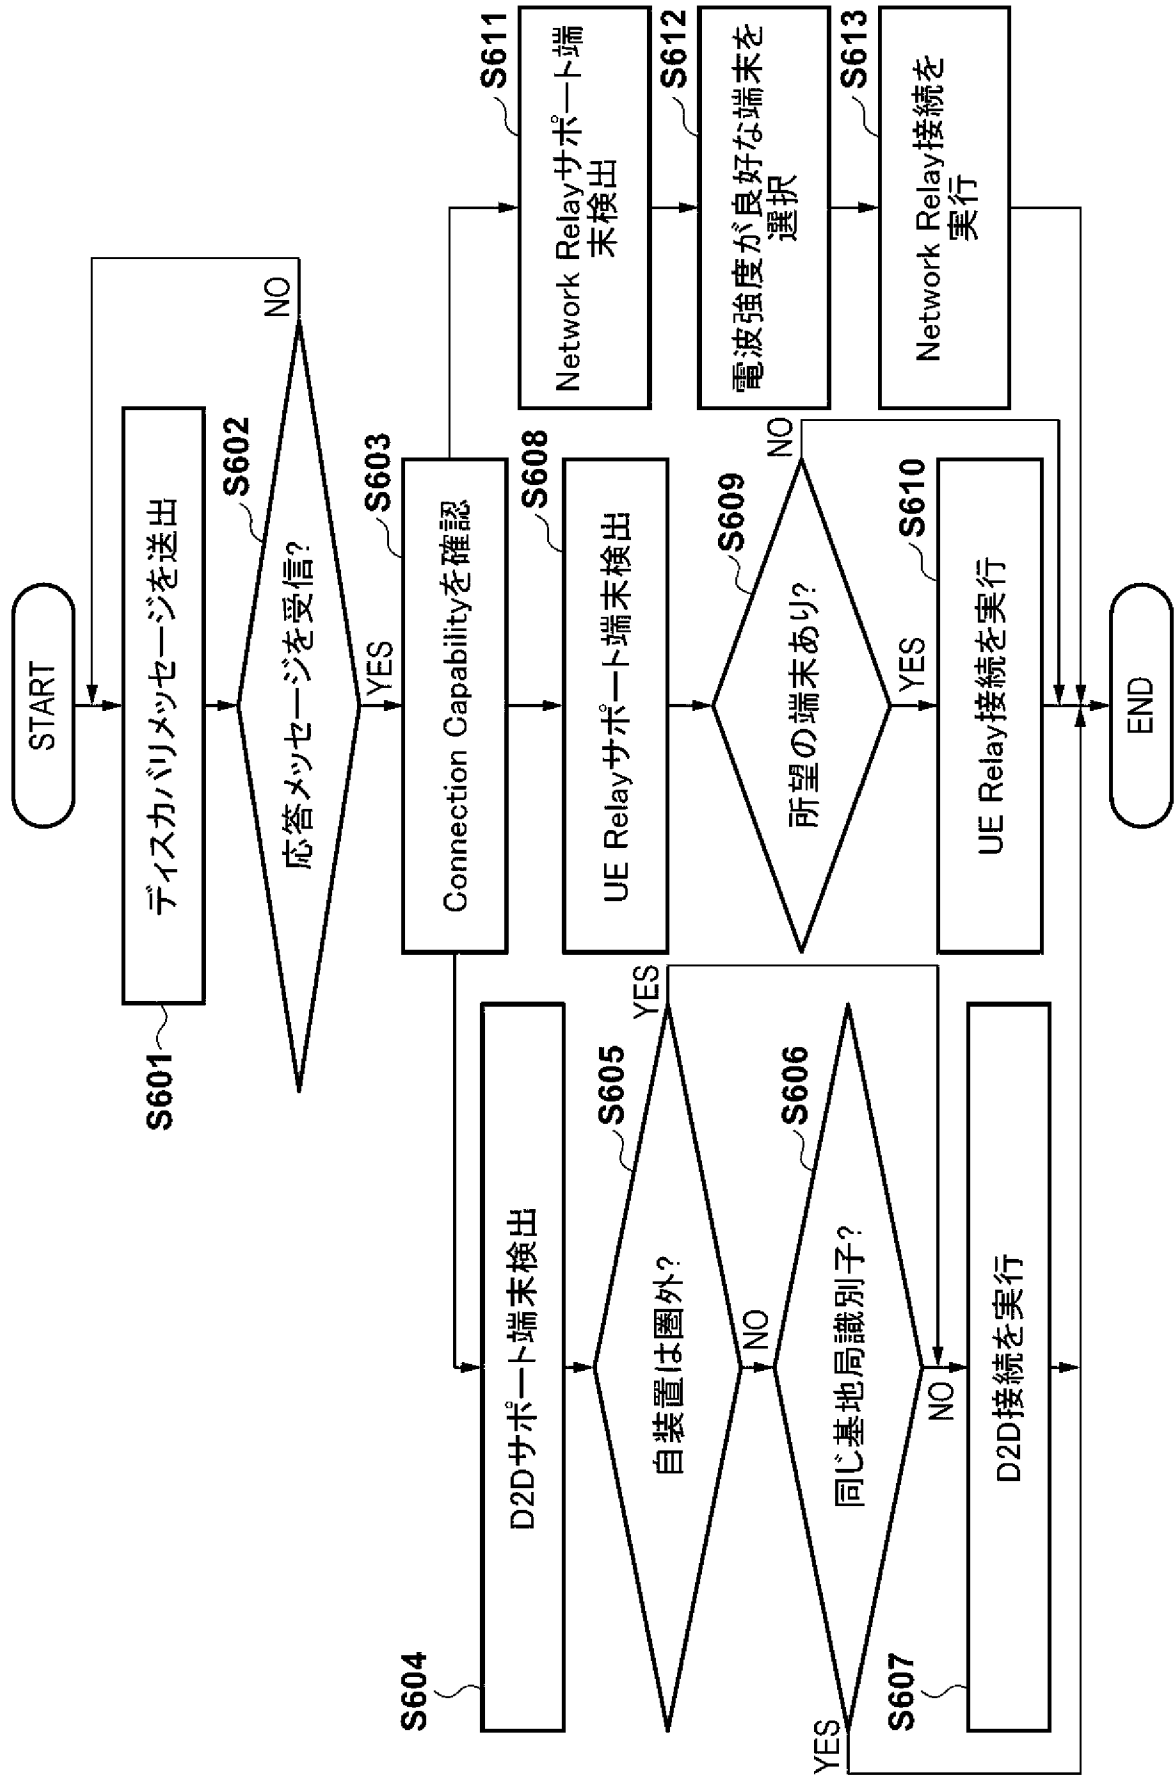 START
S601
ディスカバリメッセージを送出
S602
応答メッセージを受信?
NO
YES
S603
Connection Capabilityを確認
S604
D2Dサポート端末検出
S605
自装置は圏外?
YES
NO
S606
同じ基地局識別子?
YES
NO
S607
D2D接続を実行
S608
UE Relayサポート端末検出
S609
所望の端末あり?
NO
YES
S610
UE Relay接続を実行
S611
Network Relayサポート端
末検出
S612
電波強度が良好な端末を
選択
S613
Network Relay接続を
実行
END